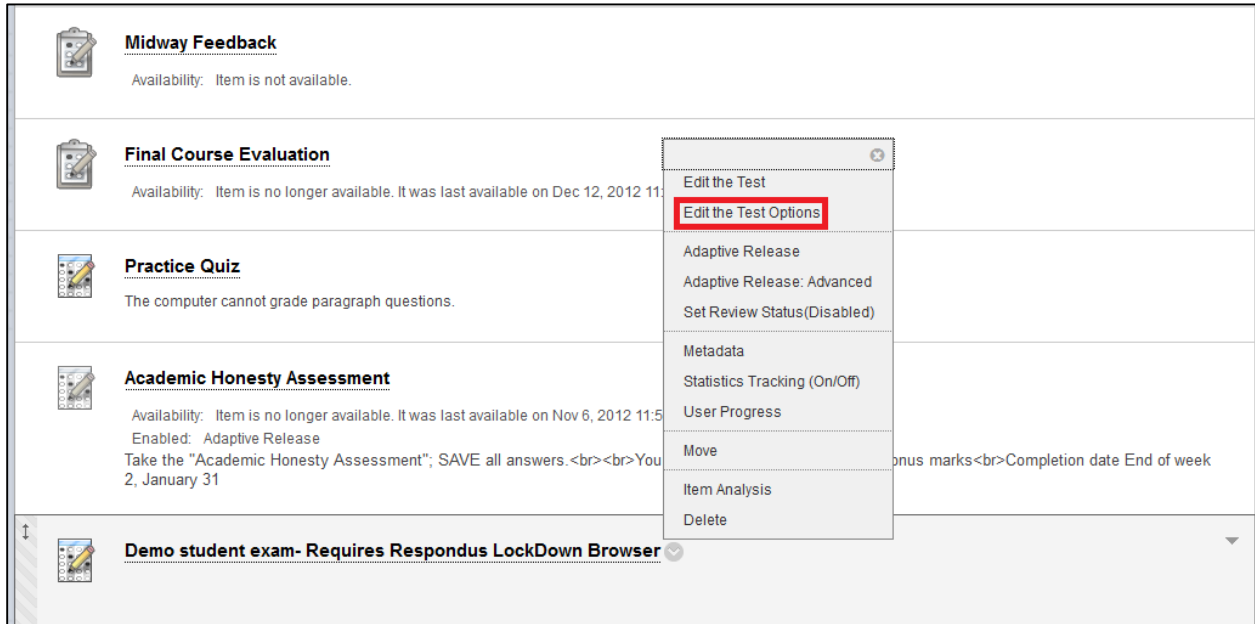 Midway Feedback
Availability: Item is not available.
Final Course Evaluation
Availability: Item is no longer available. It was last available on Dec 12, 2012 11:
Practice Quiz
The computer cannot grade paragraph questions.
Academic Honesty Assessment
Availability: Item is no longer available. It was last available on Nov 6, 2012 11:5
Enabled: Adaptive Release
Take the "Academic Honesty Assessment"; SAVE all answers.<br><br>You onus marks<br>Completion date End of week
2, January 31
Demo student exam- Requires Respondus LockDown Browser
Edit the Test
Edit the Test Options
Adaptive Release
Adaptive Release: Advanced
Set Review Status(Disabled)
Metadata
Statistics Tracking (On/Off)
User Progress
Move
Item Analysis
Delete